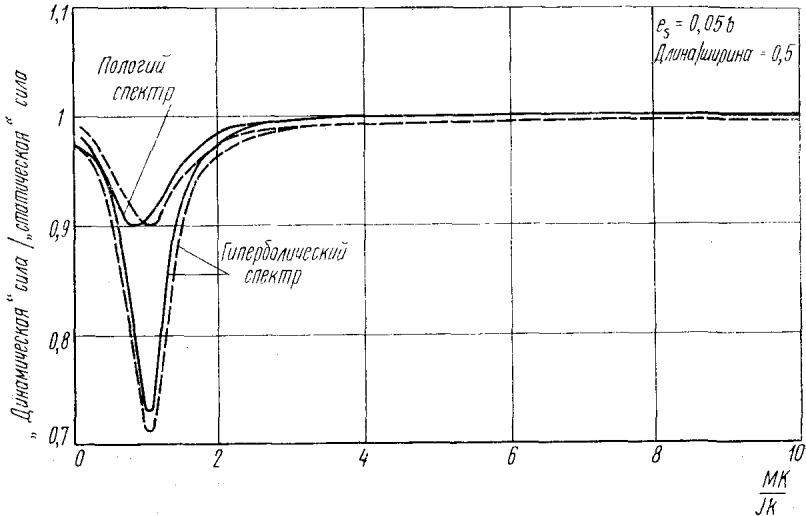 1,1
1
0,9
0,8
0,7
„Динамическая“ сила / „статическая“ сила
e_s = 0,05b
Длина/ширина = 0,5
Пологий
спектр
Гиперболический
спектр
0
2
4
6
8
10
MK
Jk